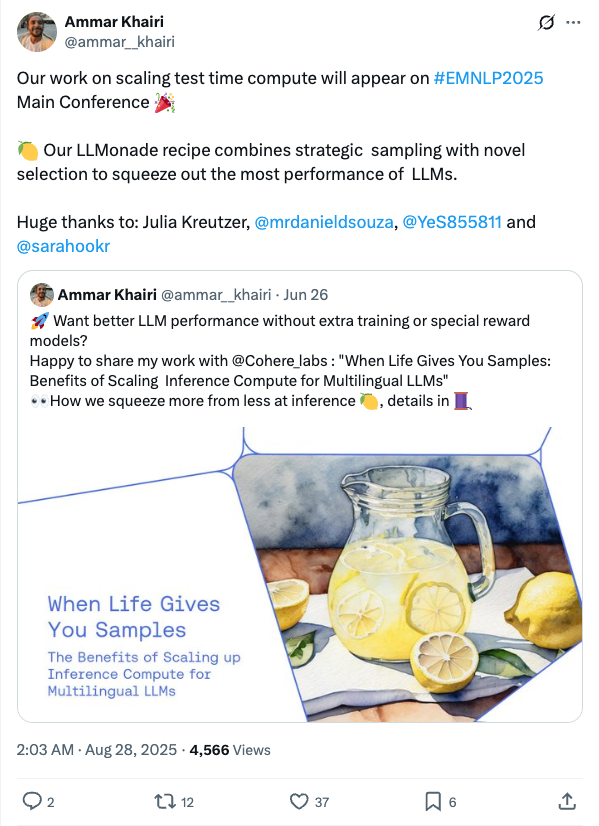 Ammar Khairi
@ammar__khairi
Our work on scaling test time compute will appear on #EMNLP2025
Main Conference 🎉
🍋 Our LLMonade recipe combines strategic  sampling with novel
selection to squeeze out the most performance of  LLMs.
Huge thanks to: Julia Kreutzer, @mrdanieldsouza, @YeS855811 and
@sarahookr
Ammar Khairi @ammar__khairi · Jun 26
🚀 Want better LLM performance without extra training or special reward
models?
Happy to share my work with @Cohere_labs : "When Life Gives You Samples:
Benefits of Scaling  Inference Compute for Multilingual LLMs"
👀How we squeeze more from less at inference 🍋, details in 🧵
When Life Gives
You Samples
The Benefits of Scaling up
Inference Compute for
Multilingual LLMs
2:03 AM · Aug 28, 2025 · 4,566 Views
2 12 37 6